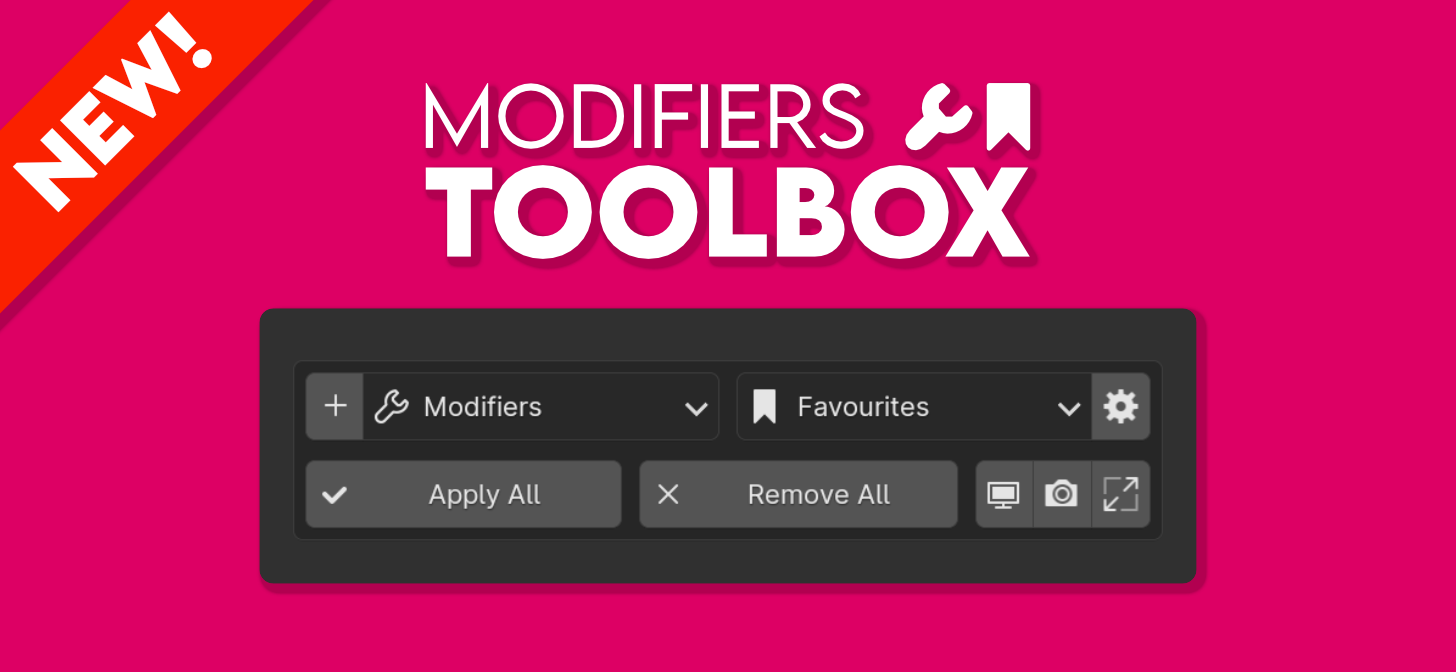 NEW!
MODIFIERS
TOOLBOX
Modifiers
Favourites
Apply All
Remove All